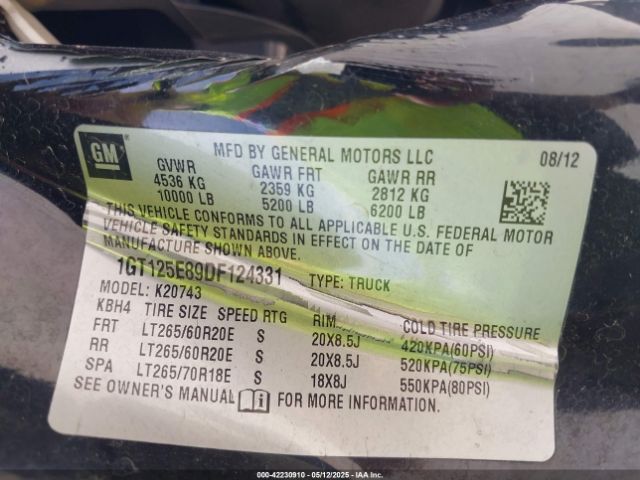 GM
MFD BY GENERAL MOTORS LLC 08/12
GVWR GAWR FRT GAWR RR
4536 KG 2359 KG 2812 KG
10000 LB 5200 LB 6200 LB
THIS VEHICLE CONFORMS TO ALL APPLICABLE U.S. FEDERAL MOTOR
VEHICLE SAFETY STANDARDS IN EFFECT ON THE DATE OF
MANUFACTURE SHOWN ABOVE.
1GT125E89DF124331 TYPE: TRUCK
MODEL: K20743
KBH4 TIRE SIZE SPEED RTG RIM COLD TIRE PRESSURE
FRT LT265/60R20E S 20X8.5J 420KPA(60PSI)
RR LT265/60R20E S 20X8.5J 520KPA(75PSI)
SPA LT265/70R18E S 18X8J 550KPA(80PSI)
SEE OWNER'S MANUAL i FOR MORE INFORMATION.
000-42230910 - 05/12/2025 - IAA, Inc.